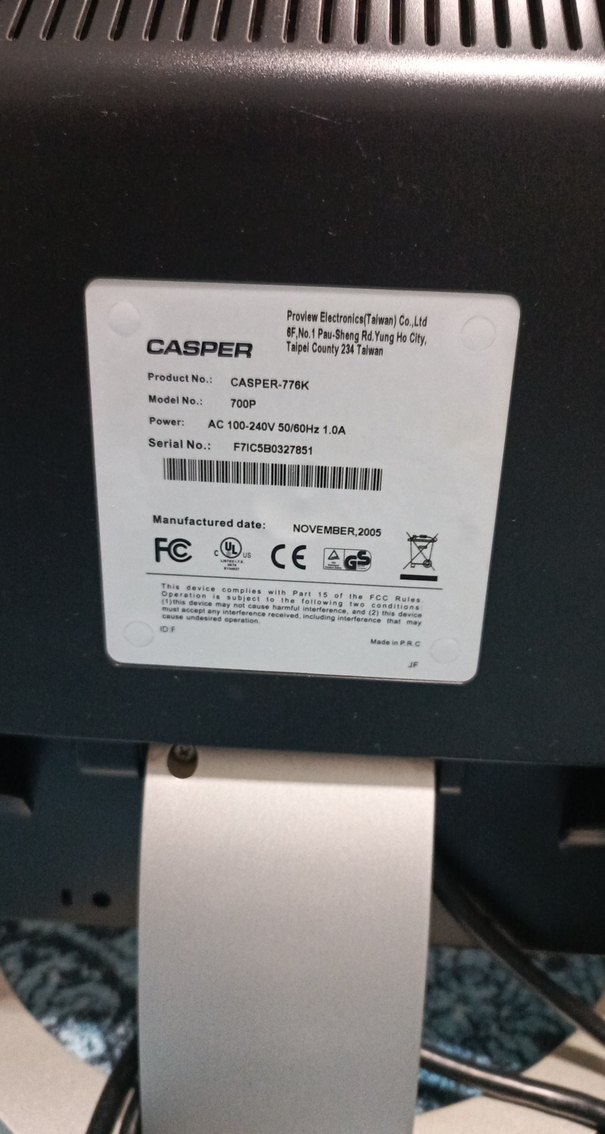 Proview Electronics(Taiwan) Co.,Ltd
6F,No.1 Pau-Sheng Rd.Yung Ho City,
Taipei County 234 Taiwan
CASPER
Product No.: CASPER-776K
Model No.: 700P
Power: AC 100-240V 50/60Hz 1.0A
Serial No.: F7IC5B0327851
Manufactured date: NOVEMBER,2005
FC C UL US CE GS
This device complies with Part 15 of the FCC Rules
Operation is subject to the following two conditions:
(1)this device may not cause harmful interference, and (2) this device
must accept any interference received, including interference that may
cause undesired operation.
ID:F
Made in P.R.C
JF